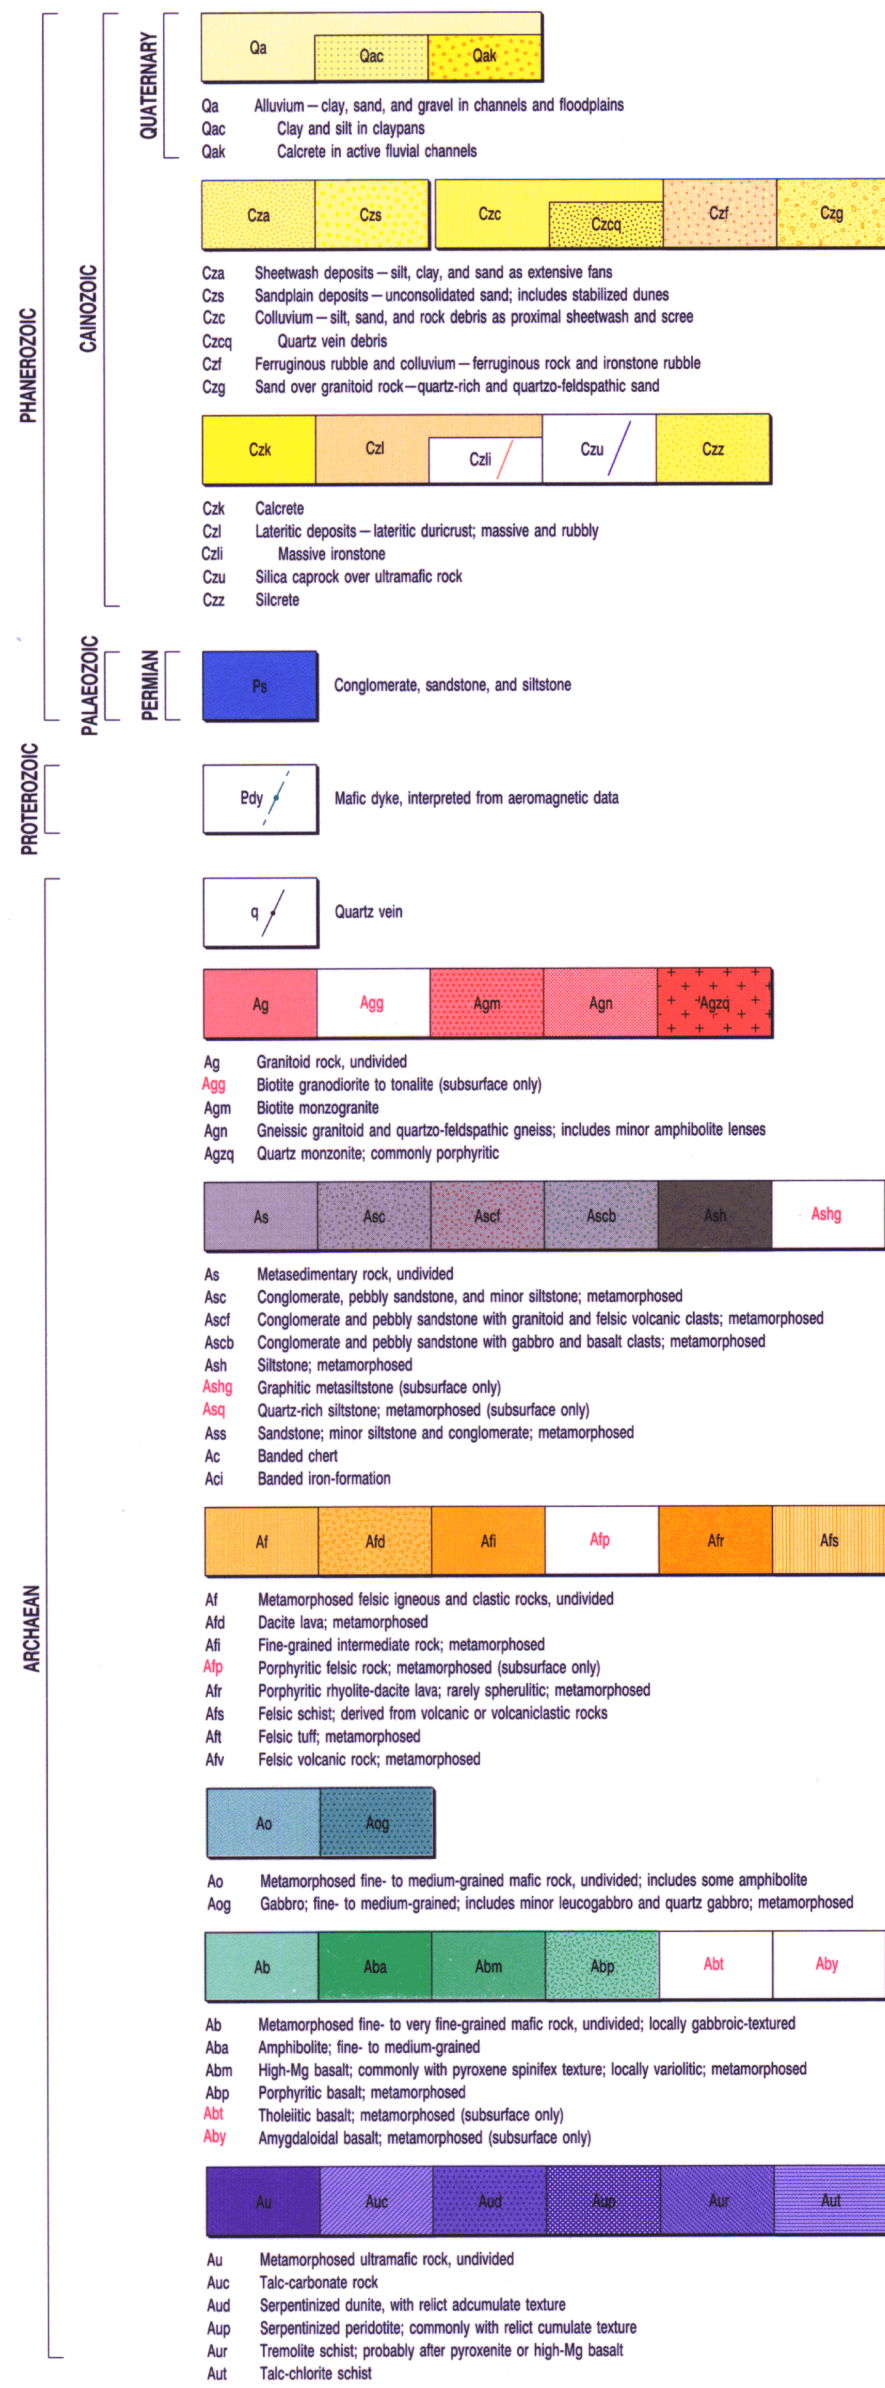 PHANEROZOIC
CAINOZOIC
QUATERNARY
Qa Qac Qak
Qa Alluvium — clay, sand, and gravel in channels and floodplains
Qac Clay and silt in claypans
Qak Calcrete in active fluvial channels
Cza Czs Czc Czcq Czf Czg
Cza Sheetwash deposits — silt, clay, and sand as extensive fans
Czs Sandplain deposits — unconsolidated sand; includes stabilized dunes
Czc Colluvium — silt, sand, and rock debris as proximal sheetwash and scree
Czcq Quartz vein debris
Czf Ferruginous rubble and colluvium — ferruginous rock and ironstone rubble
Czg Sand over granitoid rock — quartz-rich and quartzo-feldspathic sand
Czk Czl Czli Czu Czz
Czk Calcrete
Czl Lateritic deposits — lateritic duricrust; massive and rubbly
Czli Massive ironstone
Czu Silica caprock over ultramafic rock
Czz Silcrete
PALAEOZOIC
PERMIAN
Ps Conglomerate, sandstone, and siltstone
PROTEROZOIC
Pdy Mafic dyke, interpreted from aeromagnetic data
ARCHAEAN
q Quartz vein
Ag Agg Agm Agn Agzq
Ag Granitoid rock, undivided
Agg Biotite granodiorite to tonalite (subsurface only)
Agm Biotite monzogranite
Agn Gneissic granitoid and quartzo-feldspathic gneiss; includes minor amphibolite lenses
Agzq Quartz monzonite; commonly porphyritic
As Asc Ascf Ascb Ash Ashg
As Metasedimentary rock, undivided
Asc Conglomerate, pebbly sandstone, and minor siltstone; metamorphosed
Ascf Conglomerate and pebbly sandstone with granitoid and felsic volcanic clasts; metamorphosed
Ascb Conglomerate and pebbly sandstone with gabbro and basalt clasts; metamorphosed
Ash Siltstone; metamorphosed
Ashg Graphitic metasiltstone (subsurface only)
Asq Quartz-rich siltstone; metamorphosed (subsurface only)
Ass Sandstone; minor siltstone and conglomerate; metamorphosed
Ac Banded chert
Aci Banded iron-formation
Af Afd Afi Afp Afr Afs
Af Metamorphosed felsic igneous and clastic rocks, undivided
Afd Dacite lava; metamorphosed
Afi Fine-grained intermediate rock; metamorphosed
Afp Porphyritic felsic rock; metamorphosed (subsurface only)
Afr Porphyritic rhyolite-dacite lava; rarely spherulitic; metamorphosed
Afs Felsic schist; derived from volcanic or volcaniclastic rocks
Aft Felsic tuff; metamorphosed
Afv Felsic volcanic rock; metamorphosed
Ao Aog
Ao Metamorphosed fine- to medium-grained mafic rock, undivided; includes some amphibolite
Aog Gabbro; fine- to medium-grained; includes minor leucogabbro and quartz gabbro; metamorphosed
Ab Aba Abm Abp Abt Aby
Ab Metamorphosed fine- to very fine-grained mafic rock, undivided; locally gabbroic-textured
Aba Amphibolite; fine- to medium-grained
Abm High-Mg basalt; commonly with pyroxene spinifex texture; locally variolitic; metamorphosed
Abp Porphyritic basalt; metamorphosed
Abt Tholeiitic basalt; metamorphosed (subsurface only)
Aby Amygdaloidal basalt; metamorphosed (subsurface only)
Au Auc Aud Aup Aur Aut
Au Metamorphosed ultramafic rock, undivided
Auc Talc-carbonate rock
Aud Serpentinized dunite, with relict adcumulate texture
Aup Serpentinized peridotite; commonly with relict cumulate texture
Aur Tremolite schist; probably after pyroxenite or high-Mg basalt
Aut Talc-chlorite schist